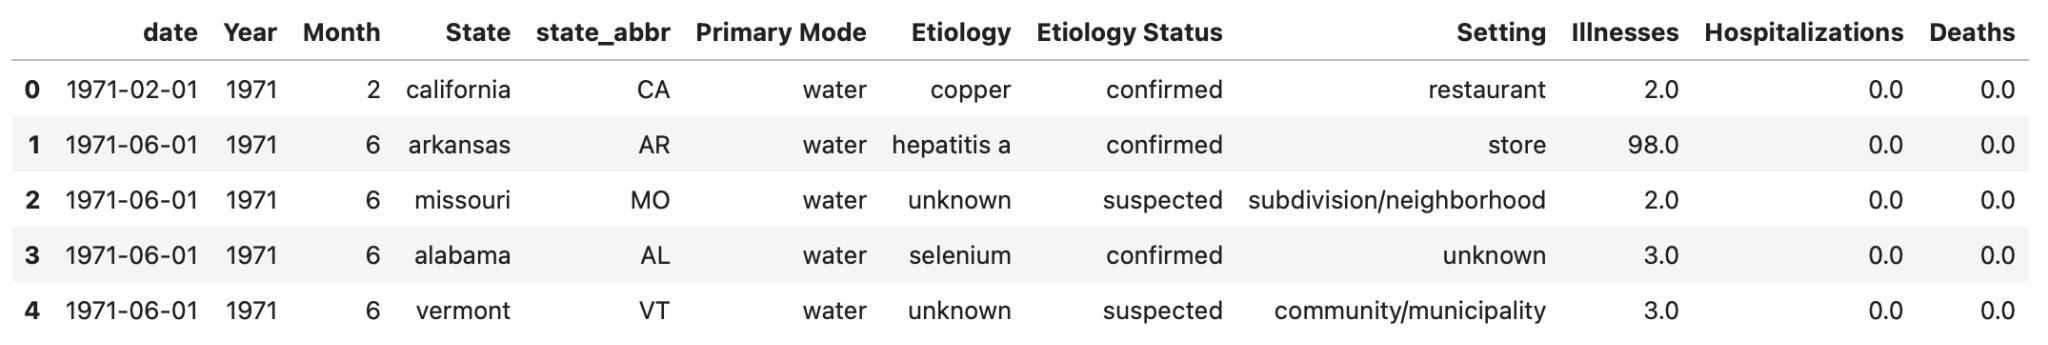 date Year Month State state_abbr Primary Mode Etiology Etiology Status Setting Illnesses Hospitalizations Deaths
0 1971-02-01 1971 2 california CA water copper confirmed restaurant 2.0 0.0 0.0
1 1971-06-01 1971 6 arkansas AR water hepatitis a confirmed store 98.0 0.0 0.0
2 1971-06-01 1971 6 missouri MO water unknown suspected subdivision/neighborhood 2.0 0.0 0.0
3 1971-06-01 1971 6 alabama AL water selenium confirmed unknown 3.0 0.0 0.0
4 1971-06-01 1971 6 vermont VT water unknown suspected community/municipality 3.0 0.0 0.0